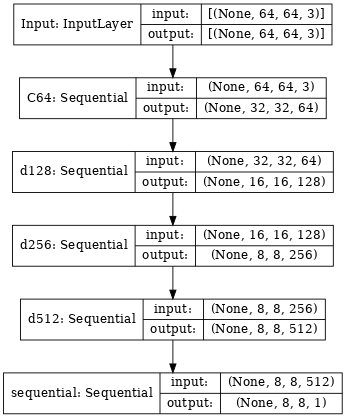 Input: InputLayer
input: [(None, 64, 64, 3)]
output: [(None, 64, 64, 3)]
C64: Sequential
input: (None, 64, 64, 3)
output: (None, 32, 32, 64)
d128: Sequential
input: (None, 32, 32, 64)
output: (None, 16, 16, 128)
d256: Sequential
input: (None, 16, 16, 128)
output: (None, 8, 8, 256)
d512: Sequential
input: (None, 8, 8, 256)
output: (None, 8, 8, 512)
sequential: Sequential
input: (None, 8, 8, 512)
output: (None, 8, 8, 1)